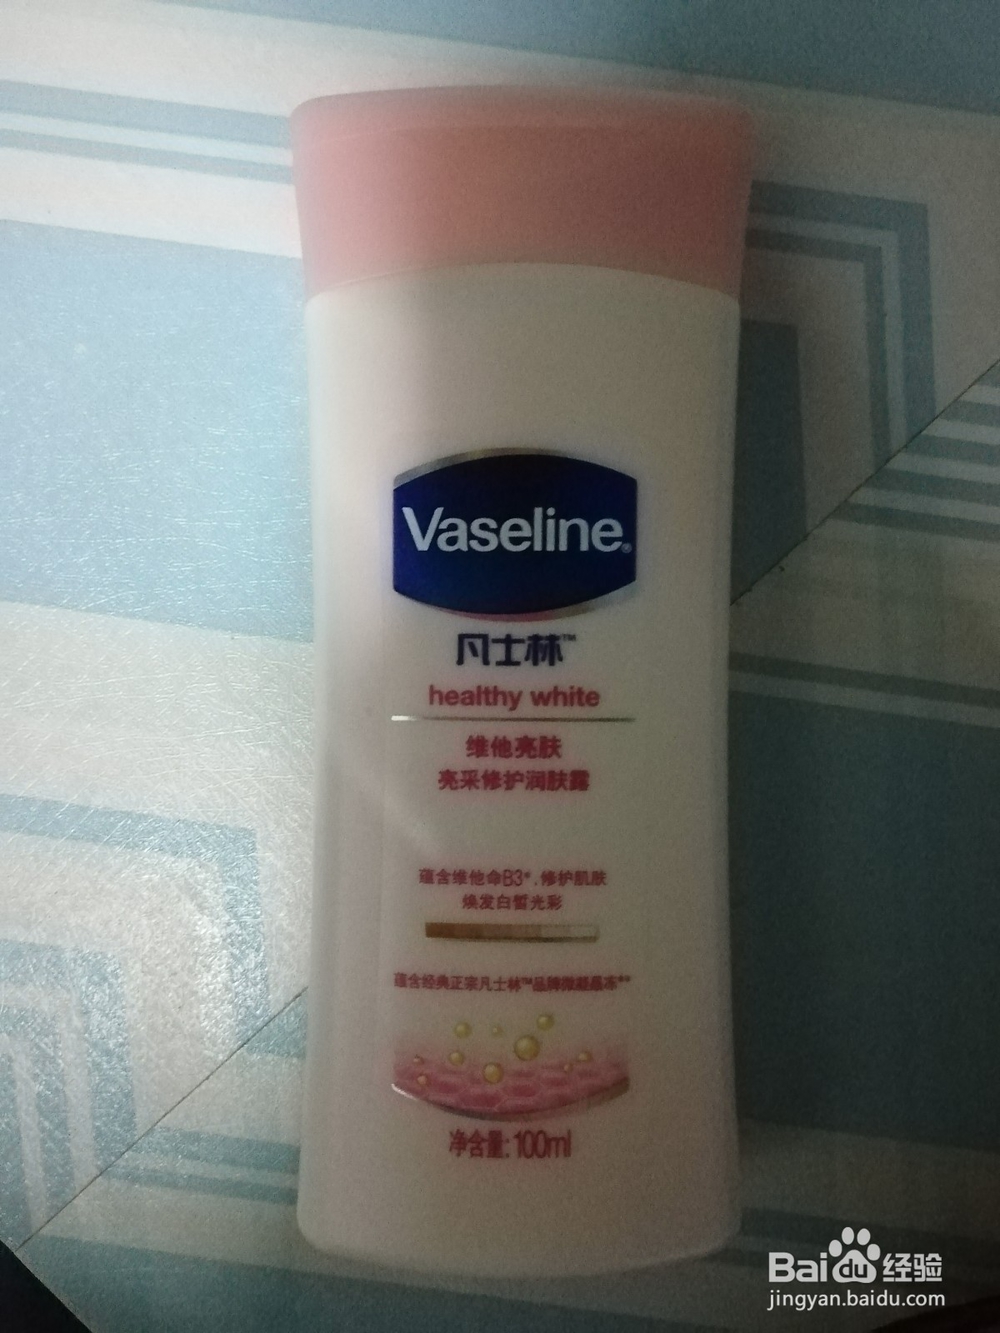 Vaseline®
凡士林™
healthy white
维他亮肤
亮采修护润肤露
蕴含维他命B3*,修护肌肤
焕发白皙光彩
蕴含经典正宗凡士林™品牌微凝晶冻**
净含量:100ml
Baidu经验
jingyan.baidu.com